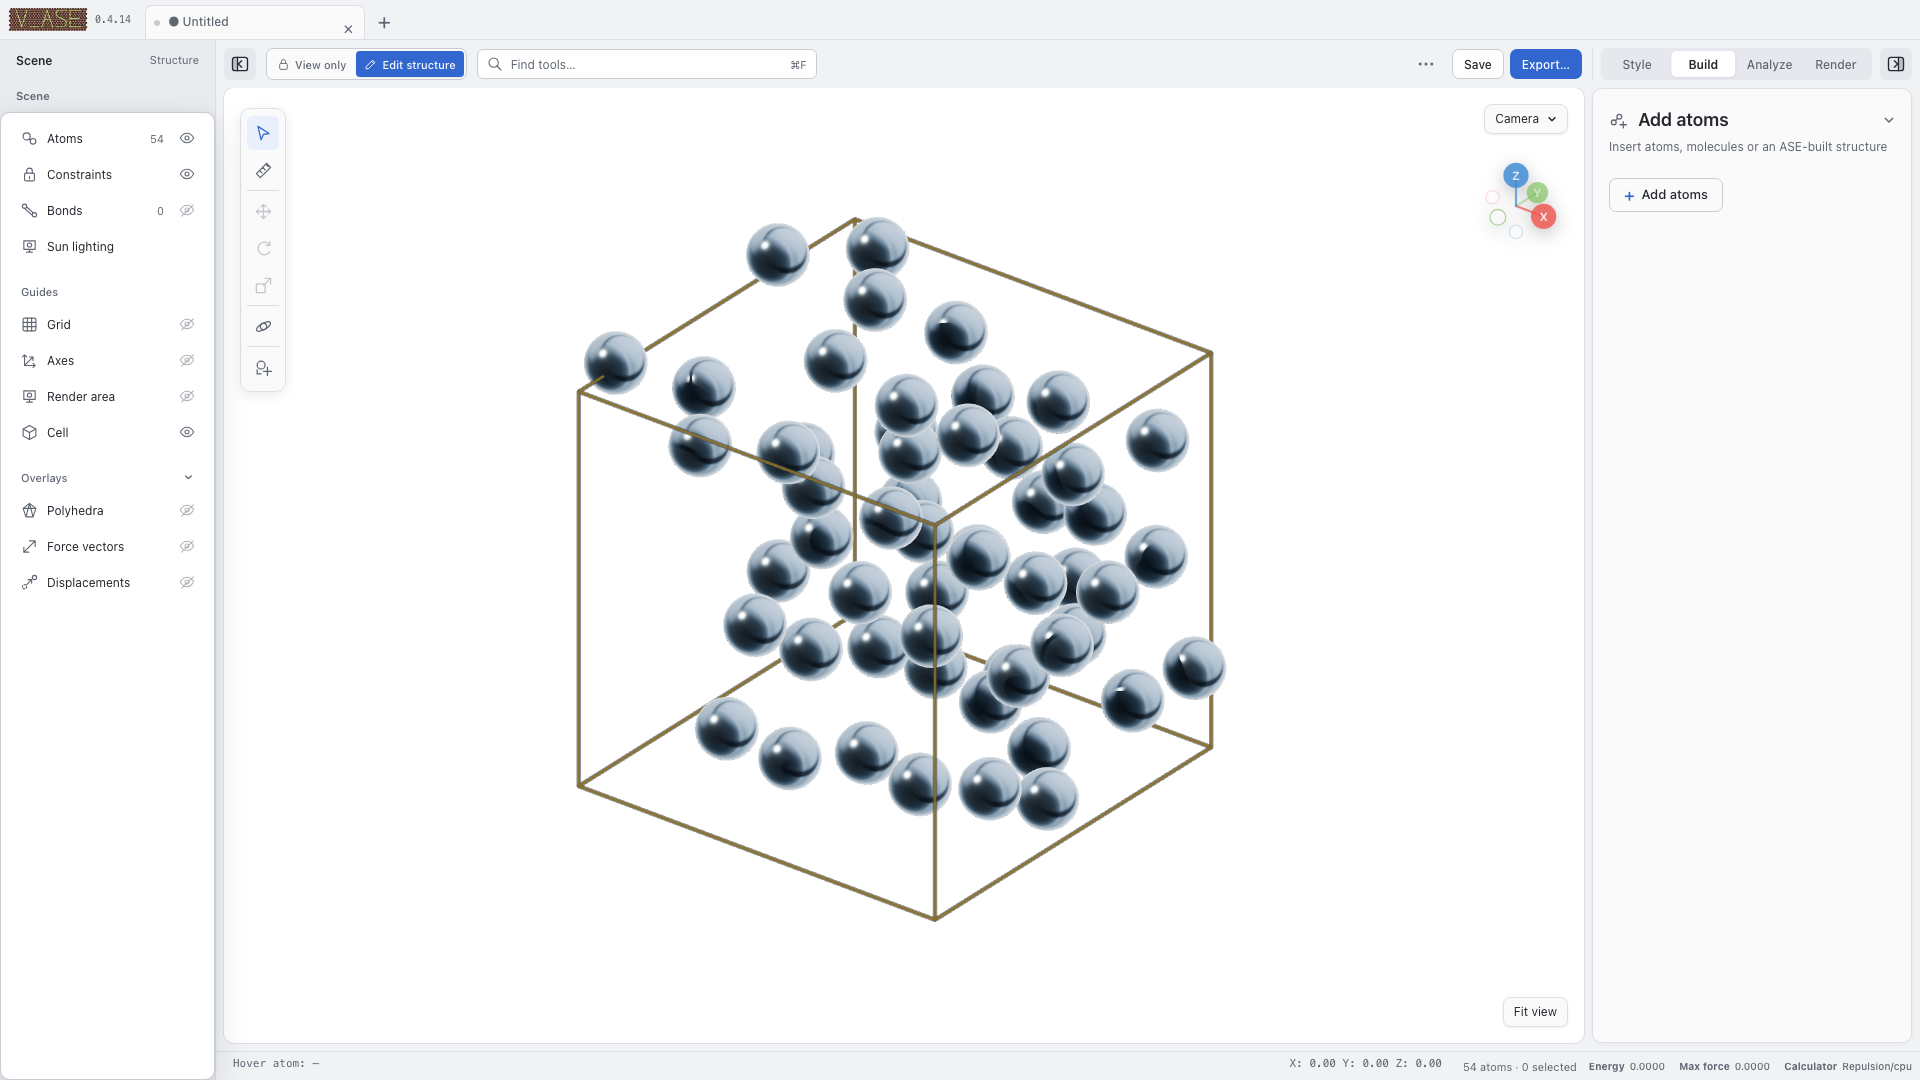 V_ASE 0.4.14
Untitled
Scene Structure
View only Edit structure Find tools... ⌘F
Save Export... Style Build Analyze Render
Scene
Atoms 54
Constraints
Bonds 0
Sun lighting
Guides
Grid
Axes
Render area
Cell
Overlays
Polyhedra
Force vectors
Displacements
Camera
Z
Y
X
Fit view
Add atoms
Insert atoms, molecules or an ASE-built structure
+ Add atoms
Hover atom: —
X: 0.00 Y: 0.00 Z: 0.00 54 atoms · 0 selected Energy 0.0000 Max force 0.0000 Calculator Repulsion/cpu